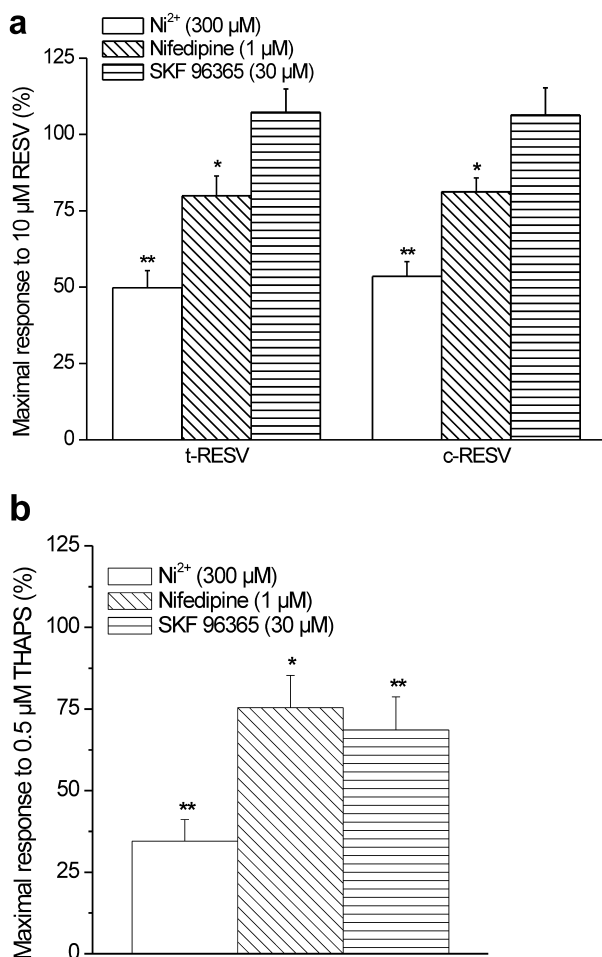 a
Ni²⁺ (300 µM)
Nifedipine (1 µM)
SKF 96365 (30 µM)
Maximal response to 10 µM RESV (%)
125
100
75
50
25
0
**
*
**
*
t-RESV
c-RESV
b
Ni²⁺ (300 µM)
Nifedipine (1 µM)
SKF 96365 (30 µM)
Maximal response to 0.5 µM THAPS (%)
125
100
75
50
25
0
**
*
**